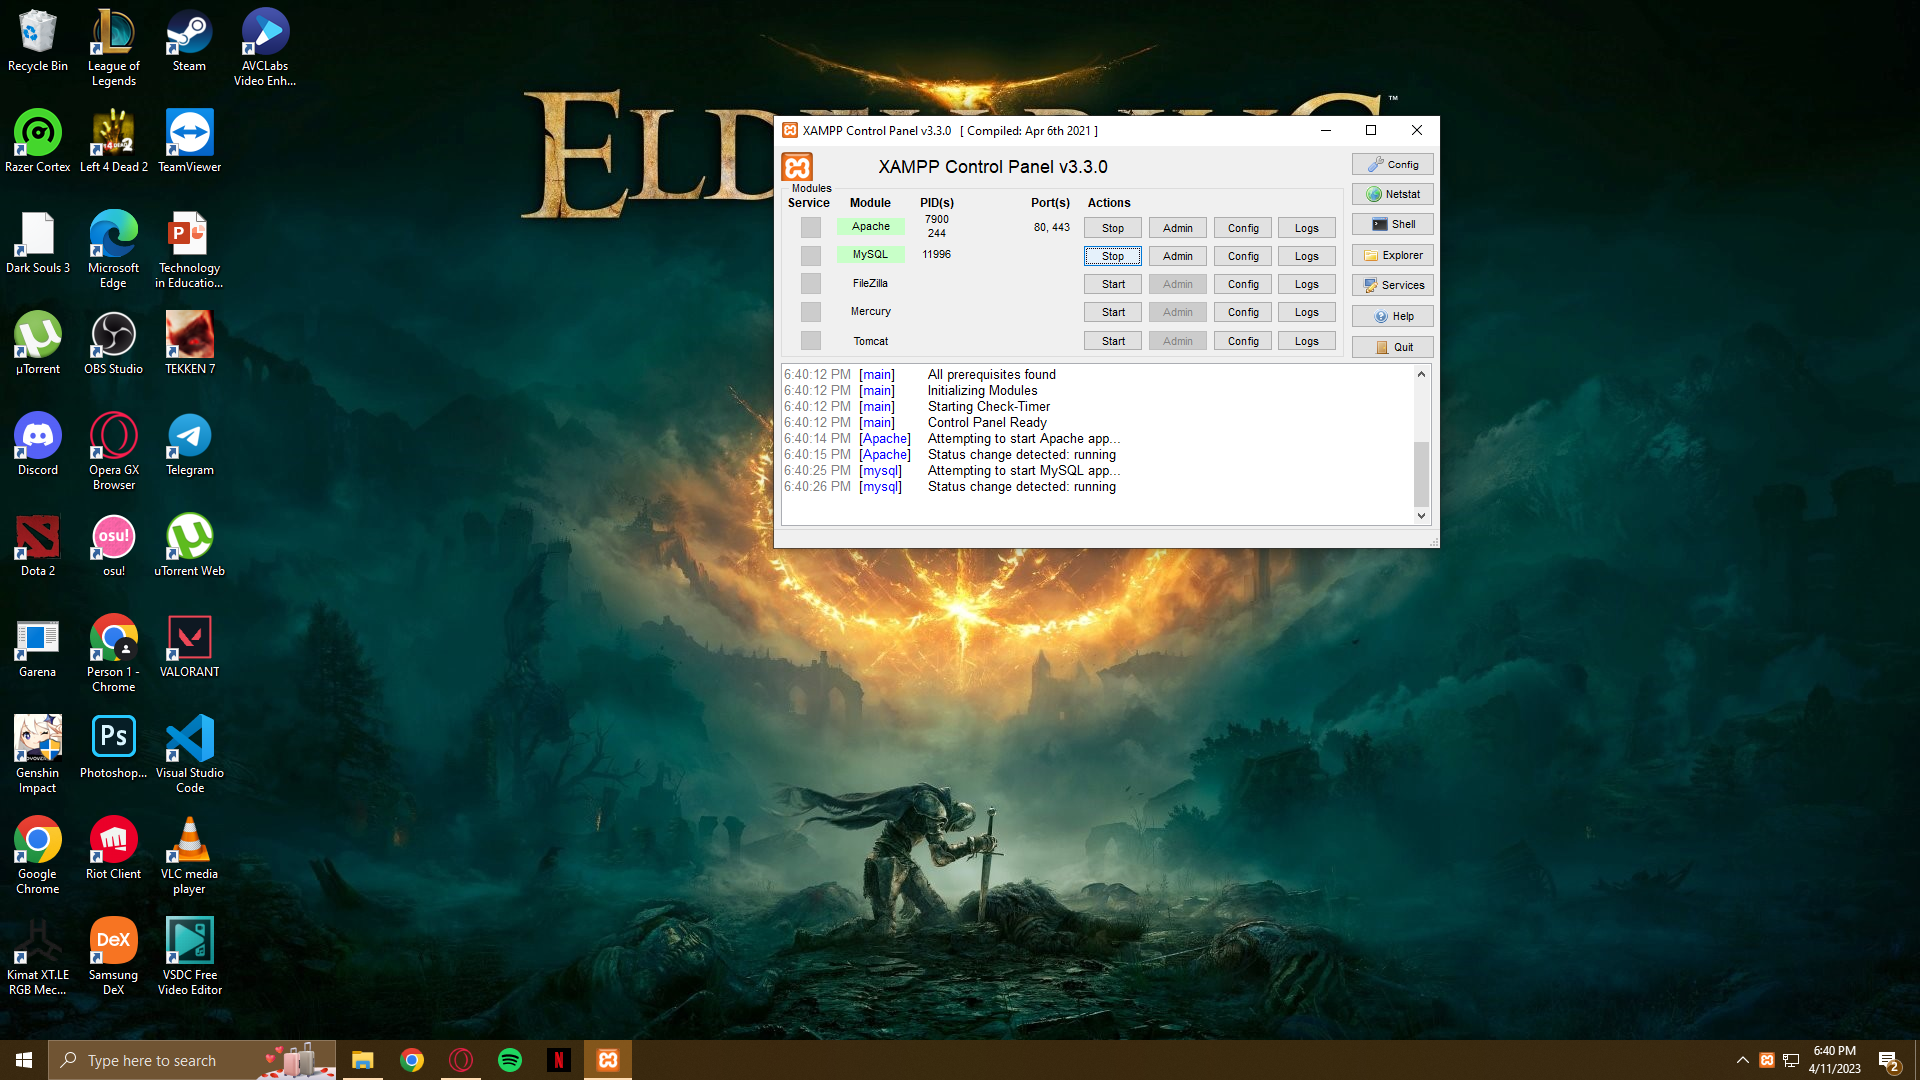 Recycle Bin
League of
Legends
Steam
AVCLabs
Video Enh...
Razer Cortex
Left 4 Dead 2
TeamViewer
Dark Souls 3
Microsoft
Edge
Technology
in Educatio...
µTorrent
OBS Studio
TEKKEN 7
Discord
Opera GX
Browser
Telegram
Dota 2
osu!
osu!
uTorrent Web
Garena
Person 1 -
Chrome
VALORANT
Genshin
Impact
Ps
Photoshop...
Visual Studio
Code
Google
Chrome
Riot Client
VLC media
player
Kimat XT.LE
RGB Mec...
DeX
Samsung
DeX
VSDC Free
Video Editor
™
XAMPP Control Panel v3.3.0 [ Compiled: Apr 6th 2021 ]
XAMPP Control Panel v3.3.0
Modules
Service Module PID(s) Port(s) Actions
Apache 7900 244 80, 443 Stop Admin Config Logs
MySQL 11996 Stop Admin Config Logs
FileZilla Start Admin Config Logs
Mercury Start Admin Config Logs
Tomcat Start Admin Config Logs
Config
Netstat
Shell
Explorer
Services
Help
Quit
6:40:12 PM [main] All prerequisites found
6:40:12 PM [main] Initializing Modules
6:40:12 PM [main] Starting Check-Timer
6:40:12 PM [main] Control Panel Ready
6:40:14 PM [Apache] Attempting to start Apache app...
6:40:15 PM [Apache] Status change detected: running
6:40:25 PM [mysql] Attempting to start MySQL app...
6:40:26 PM [mysql] Status change detected: running
Type here to search
6:40 PM
4/11/2023
2